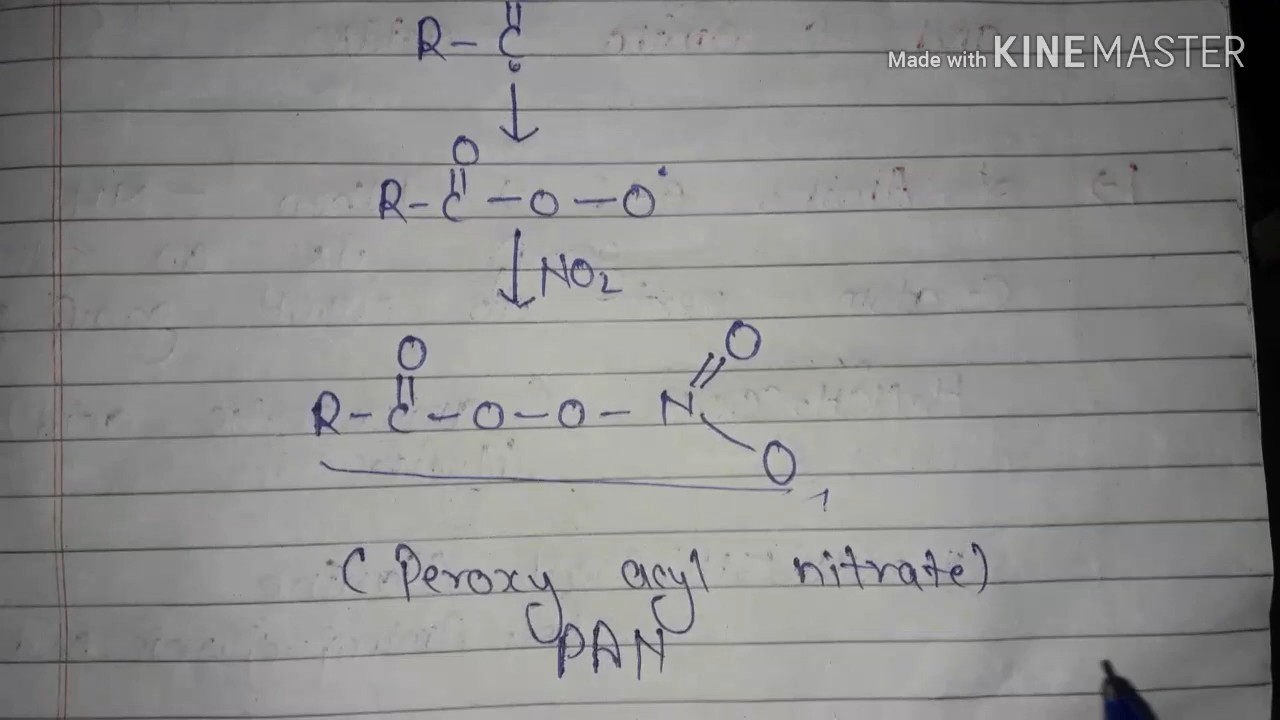 Made with KINEMASTER
R – C
O
R – C – O – O•
NO2
O
O
R – C – O – O – N
O
(Peroxy acyl nitrate)
PAN